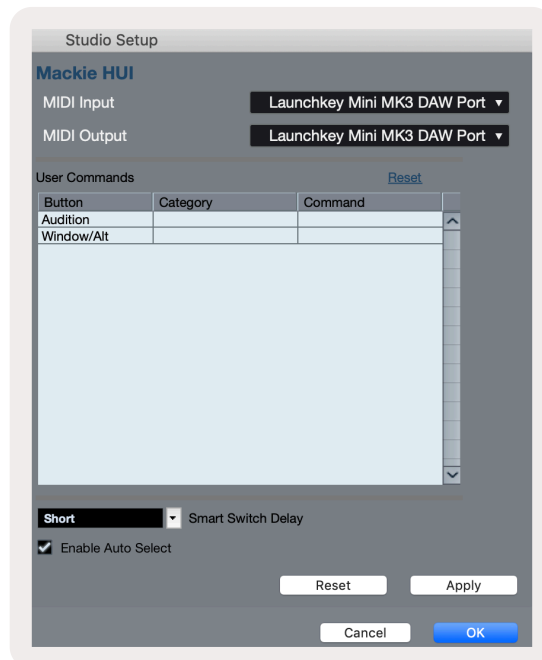 Studio Setup
Mackie HUI
MIDI Input Launchkey Mini MK3 DAW Port
MIDI Output Launchkey Mini MK3 DAW Port
User Commands Reset
Button Category Command
Audition
Window/Alt
Short Smart Switch Delay
Enable Auto Select
Reset Apply
Cancel OK